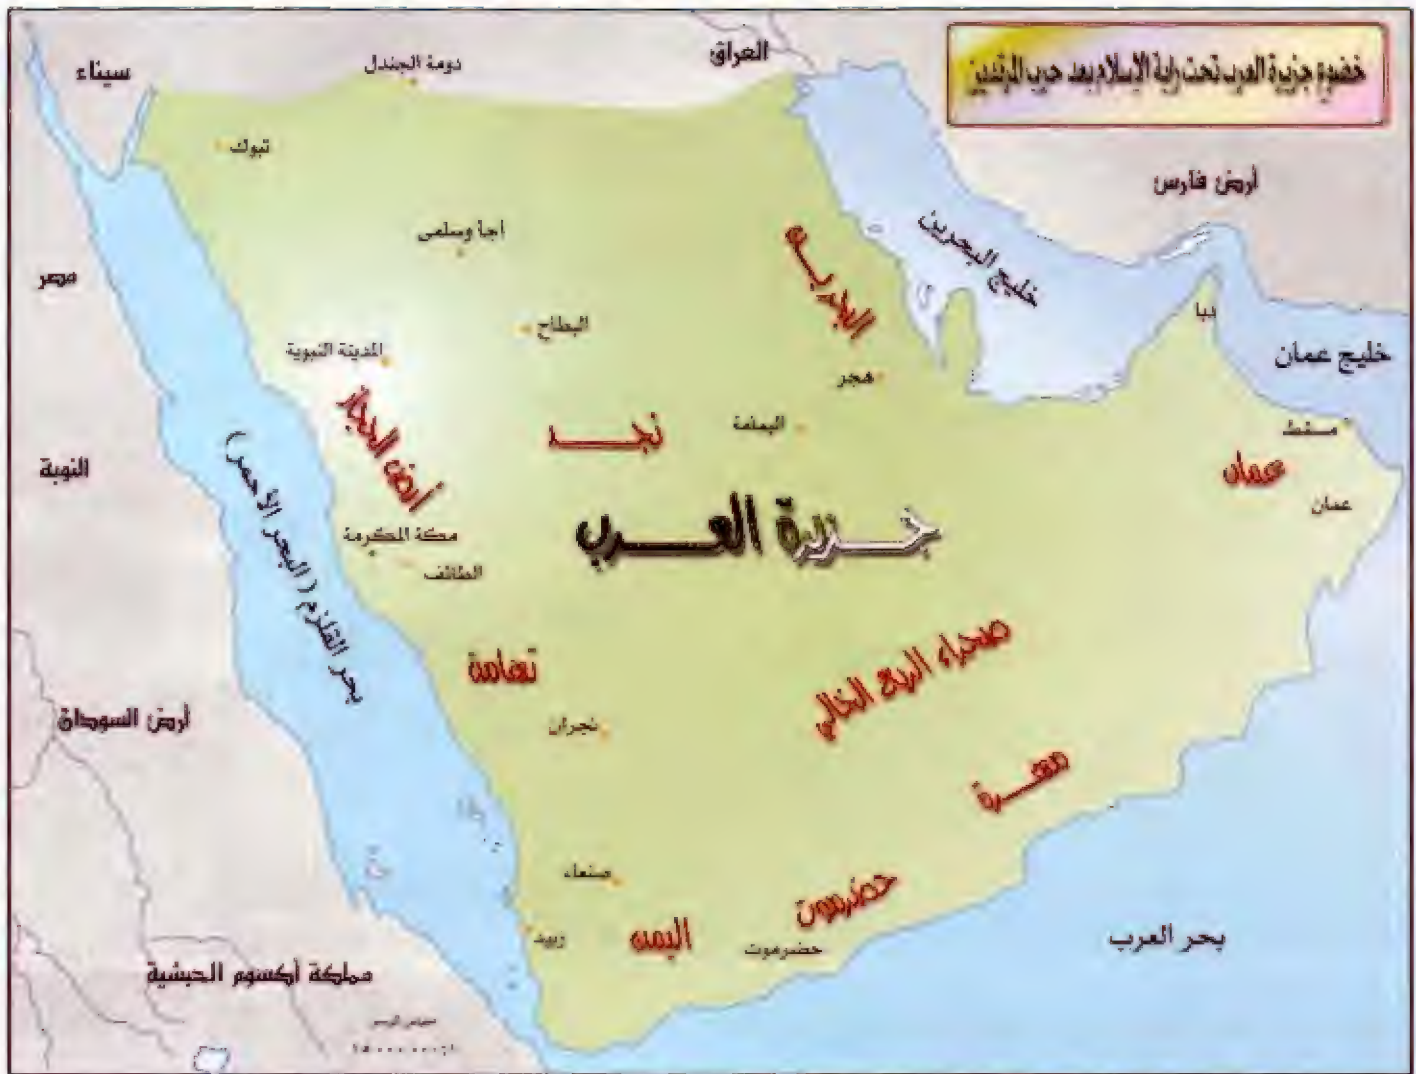 خضوع جزيرة العرب تحت راية الإسلام بعد حرب المرتدين
العراق
دومة الجندل
سيناء
تبوك
أرض فارس
أجا وسلمى
البحرين
خليج البحرين
مصر
البطاح
دبا
المدينة النبوية
خليج عمان
هجر
أرض الحجاز
نجد
اليمامة
مسقط
النوبة
عمان
عمان
جزيرة العرب
مكة المكرمة
الطائف
بحر القلزم ( البحر الأحمر )
صحراء الربع الخالي
تهامة
أرض السودان
نجران
مهرة
صنعاء
حضرموت
زبيد
اليمن
حضرموت
بحر العرب
مملكة أكسوم الحبشية